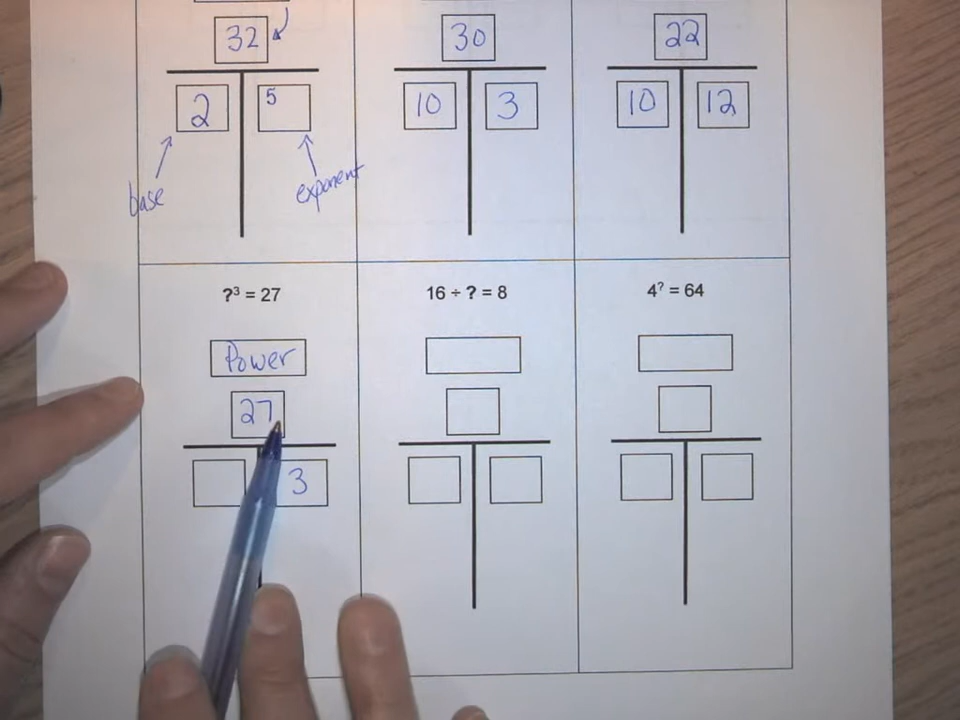 32
30
22
2
5
10
3
10
12
base
exponent
?³ = 27
16 ÷ ? = 8
4^? = 64
Power
27
3